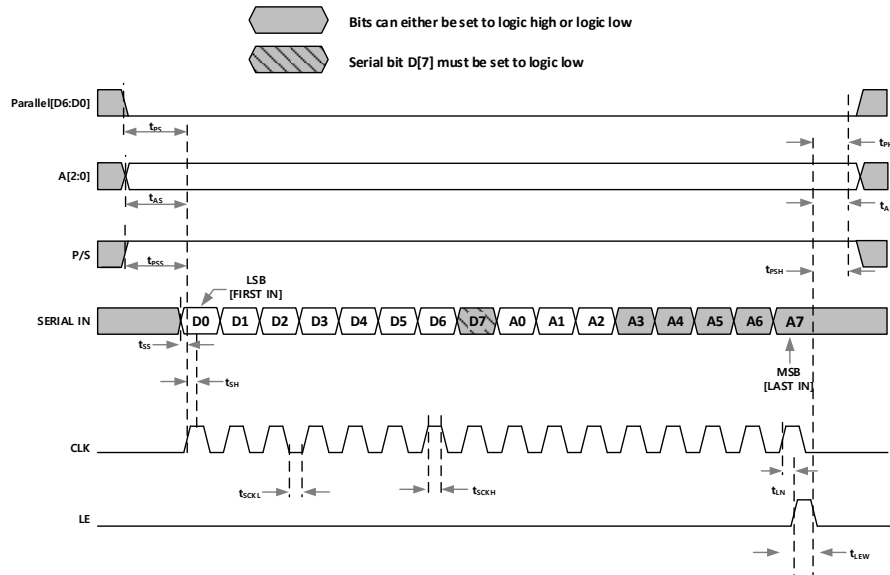 Bits can either be set to logic high or logic low
Serial bit D[7] must be set to logic low
Parallel[D6:D0]
tPS
tPH
A[2:0]
tAS
tA
P/S
tPSS
tPSH
LSB
[FIRST IN]
SERIAL IN
D0 D1 D2 D3 D4 D5 D6 D7 A0 A1 A2 A3 A4 A5 A6 A7
tSS
tSH
MSB
[LAST IN]
CLK
tSCKL
tSCKH
tLN
LE
tLEW